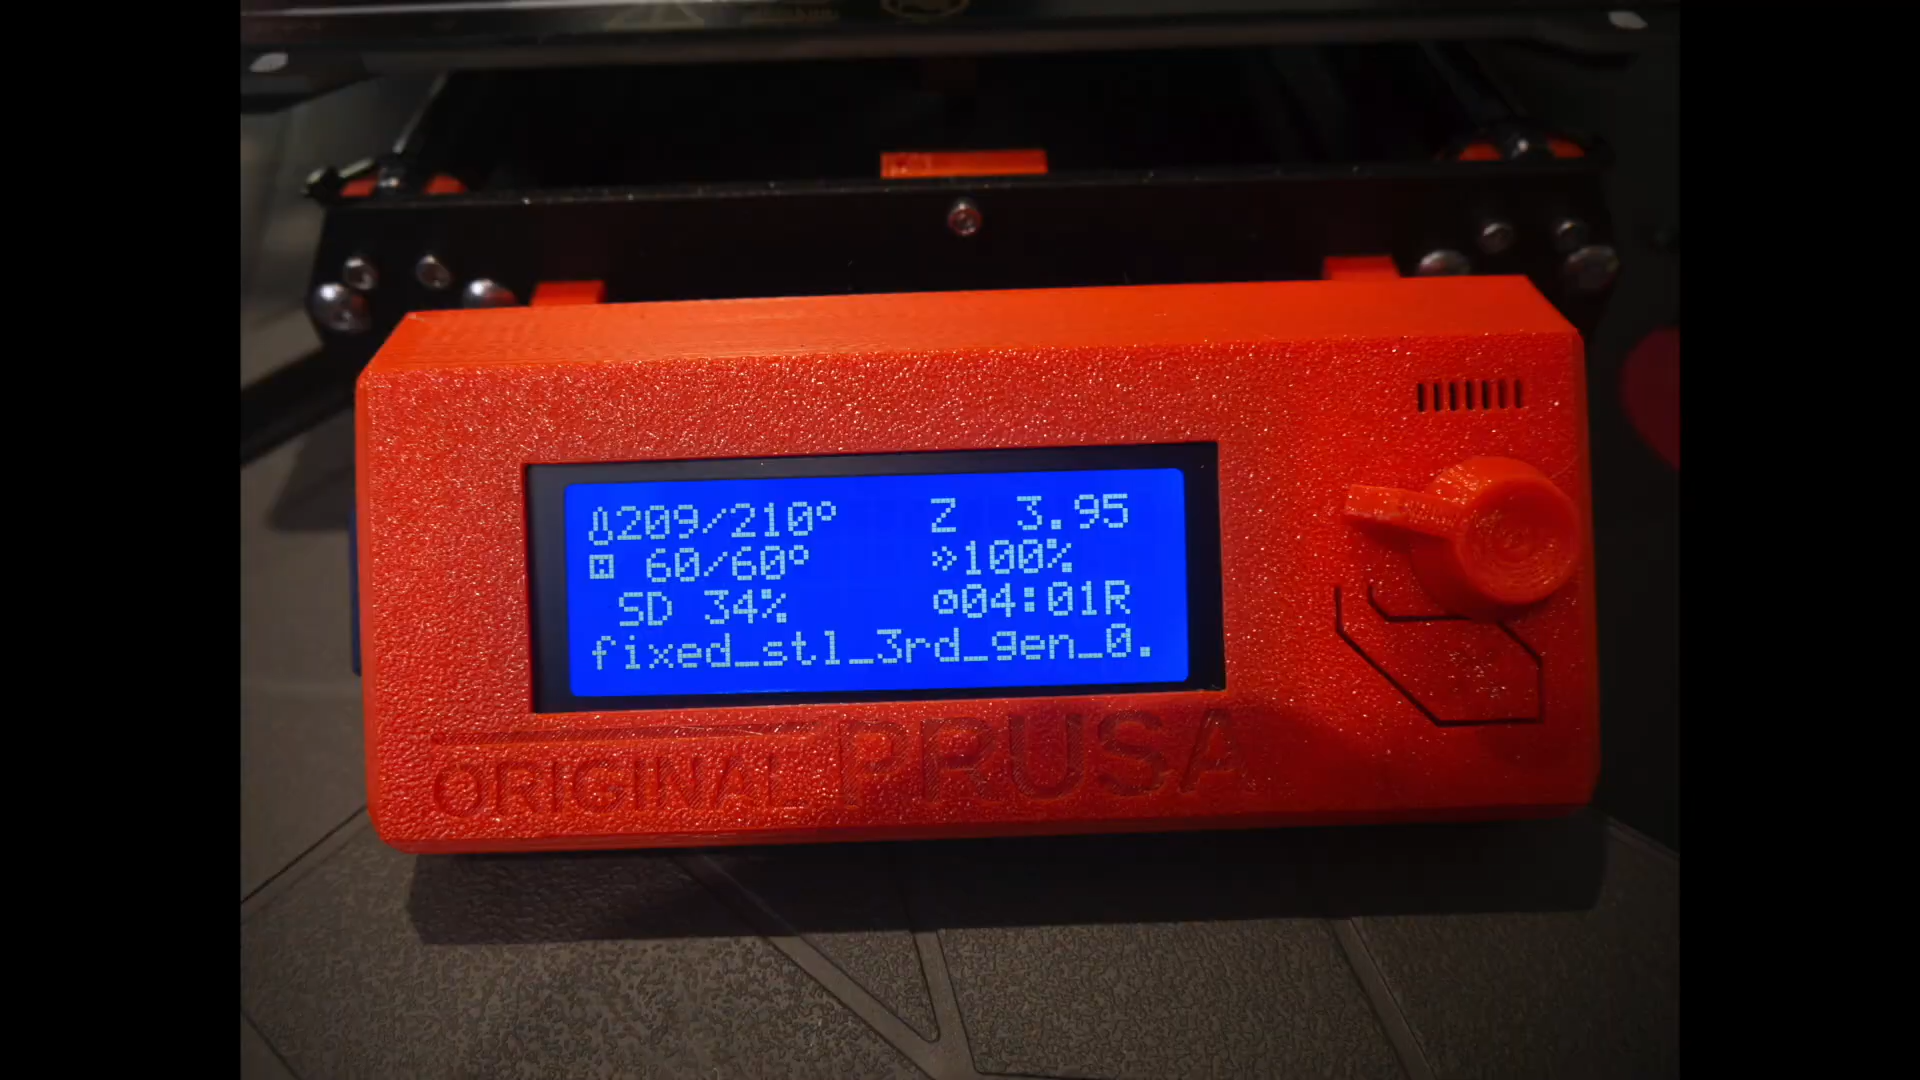 209/210° Z 3.95
60/60° 100%
SD 34% 04:01R
fixed_stl_3rd_gen_0.
ORIGINAL PRUSA